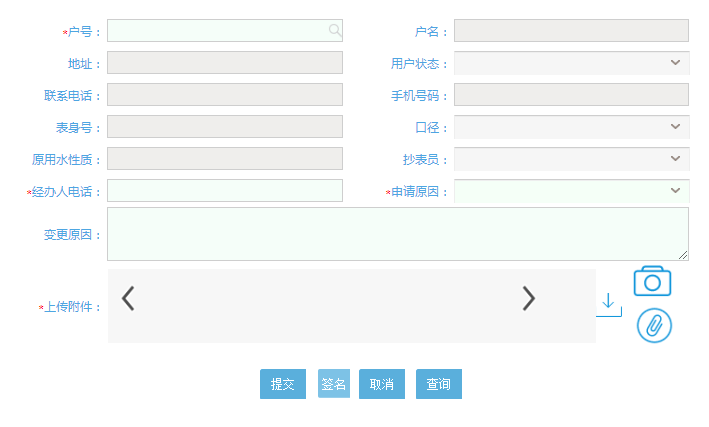 *户号： 户名：
地址： 用户状态：
联系电话： 手机号码：
表身号 口径：
原用水性质： 抄表员：
*经办人电话： *申请原因：
变更原因：
*上传附件：
提交 签名 取消 查询